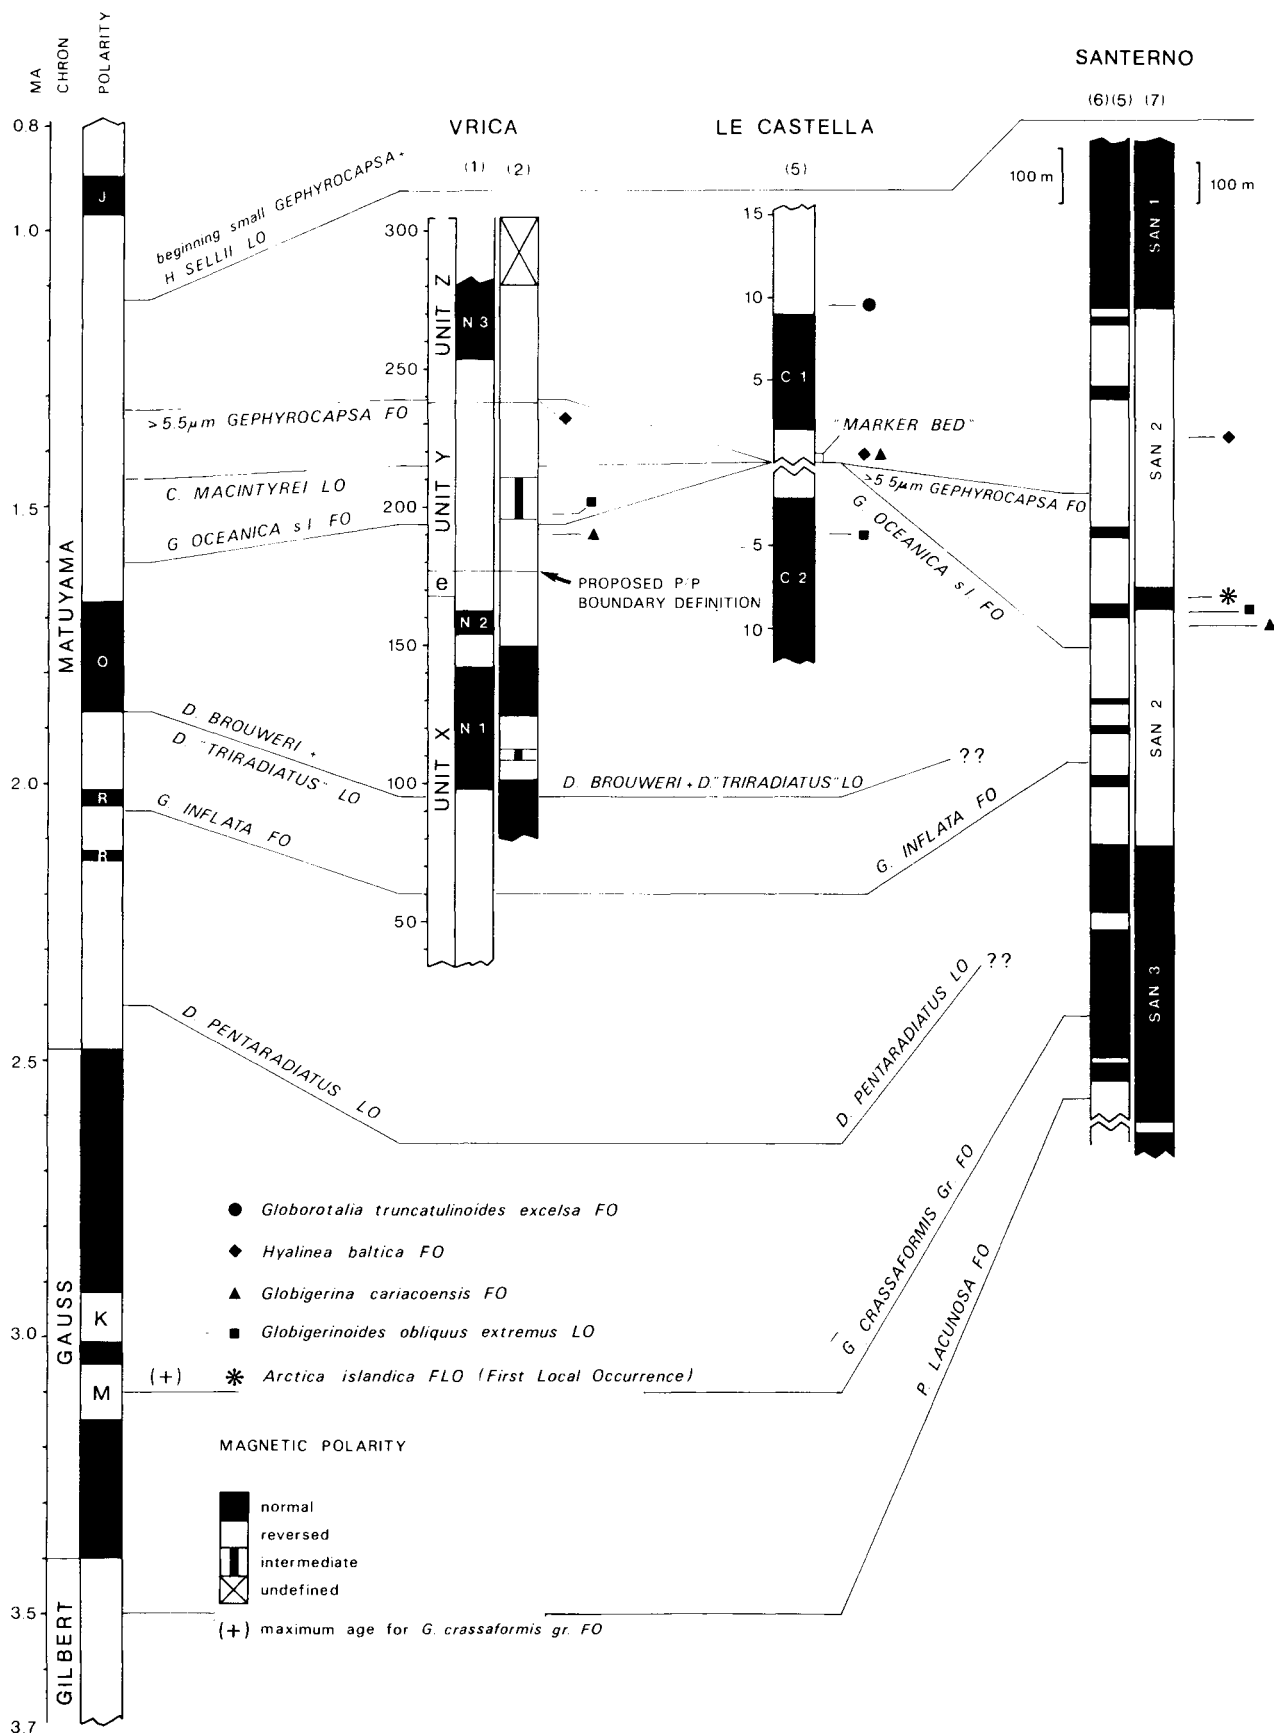 MA
CHRON
POLARITY
SANTERNO
(6)(5) (7)
VRICA
(1) (2)
LE CASTELLA
(5)
0.8
1.0
1.5
2.0
2.5
3.0
3.5
3.7
MATUYAMA
GAUSS
GILBERT
J
O
R
R
K
M
beginning small GEPHYROCAPSA +
H SELLII LO
>5.5µm GEPHYROCAPSA FO
C. MACINTYREI LO
G OCEANICA s l FO
D. BROUWERI +
D. "TRIRADIATUS" LO
G. INFLATA FO
D. PENTARADIATUS LO
300
250
200
150
100
50
UNIT Z
UNIT Y
e
UNIT X
N 3
N 2
N 1
PROPOSED P/P
BOUNDARY DEFINITION
D. BROUWERI + D."TRIRADIATUS" LO
??
15
10
5
5
10
C 1
C 2
"MARKER BED"
>5 5µm GEPHYROCAPSA FO
G OCEANICA s l. FO
G. INFLATA FO
D. PENTARADIATUS LO
??
G CRASSAFORMIS Gr. FO
P. LACUNOSA FO
100 m
100 m
SAN 1
SAN 2
SAN 2
SAN 3
Globorotalia truncatulinoides excelsa FO
Hyalinea baltica FO
Globigerina cariacoensis FO
Globigerinoides obliquus extremus LO
(+)
Arctica islandica FLO (First Local Occurrence)
MAGNETIC POLARITY
normal
reversed
intermediate
undefined
(+) maximum age for G. crassaformis gr. FO